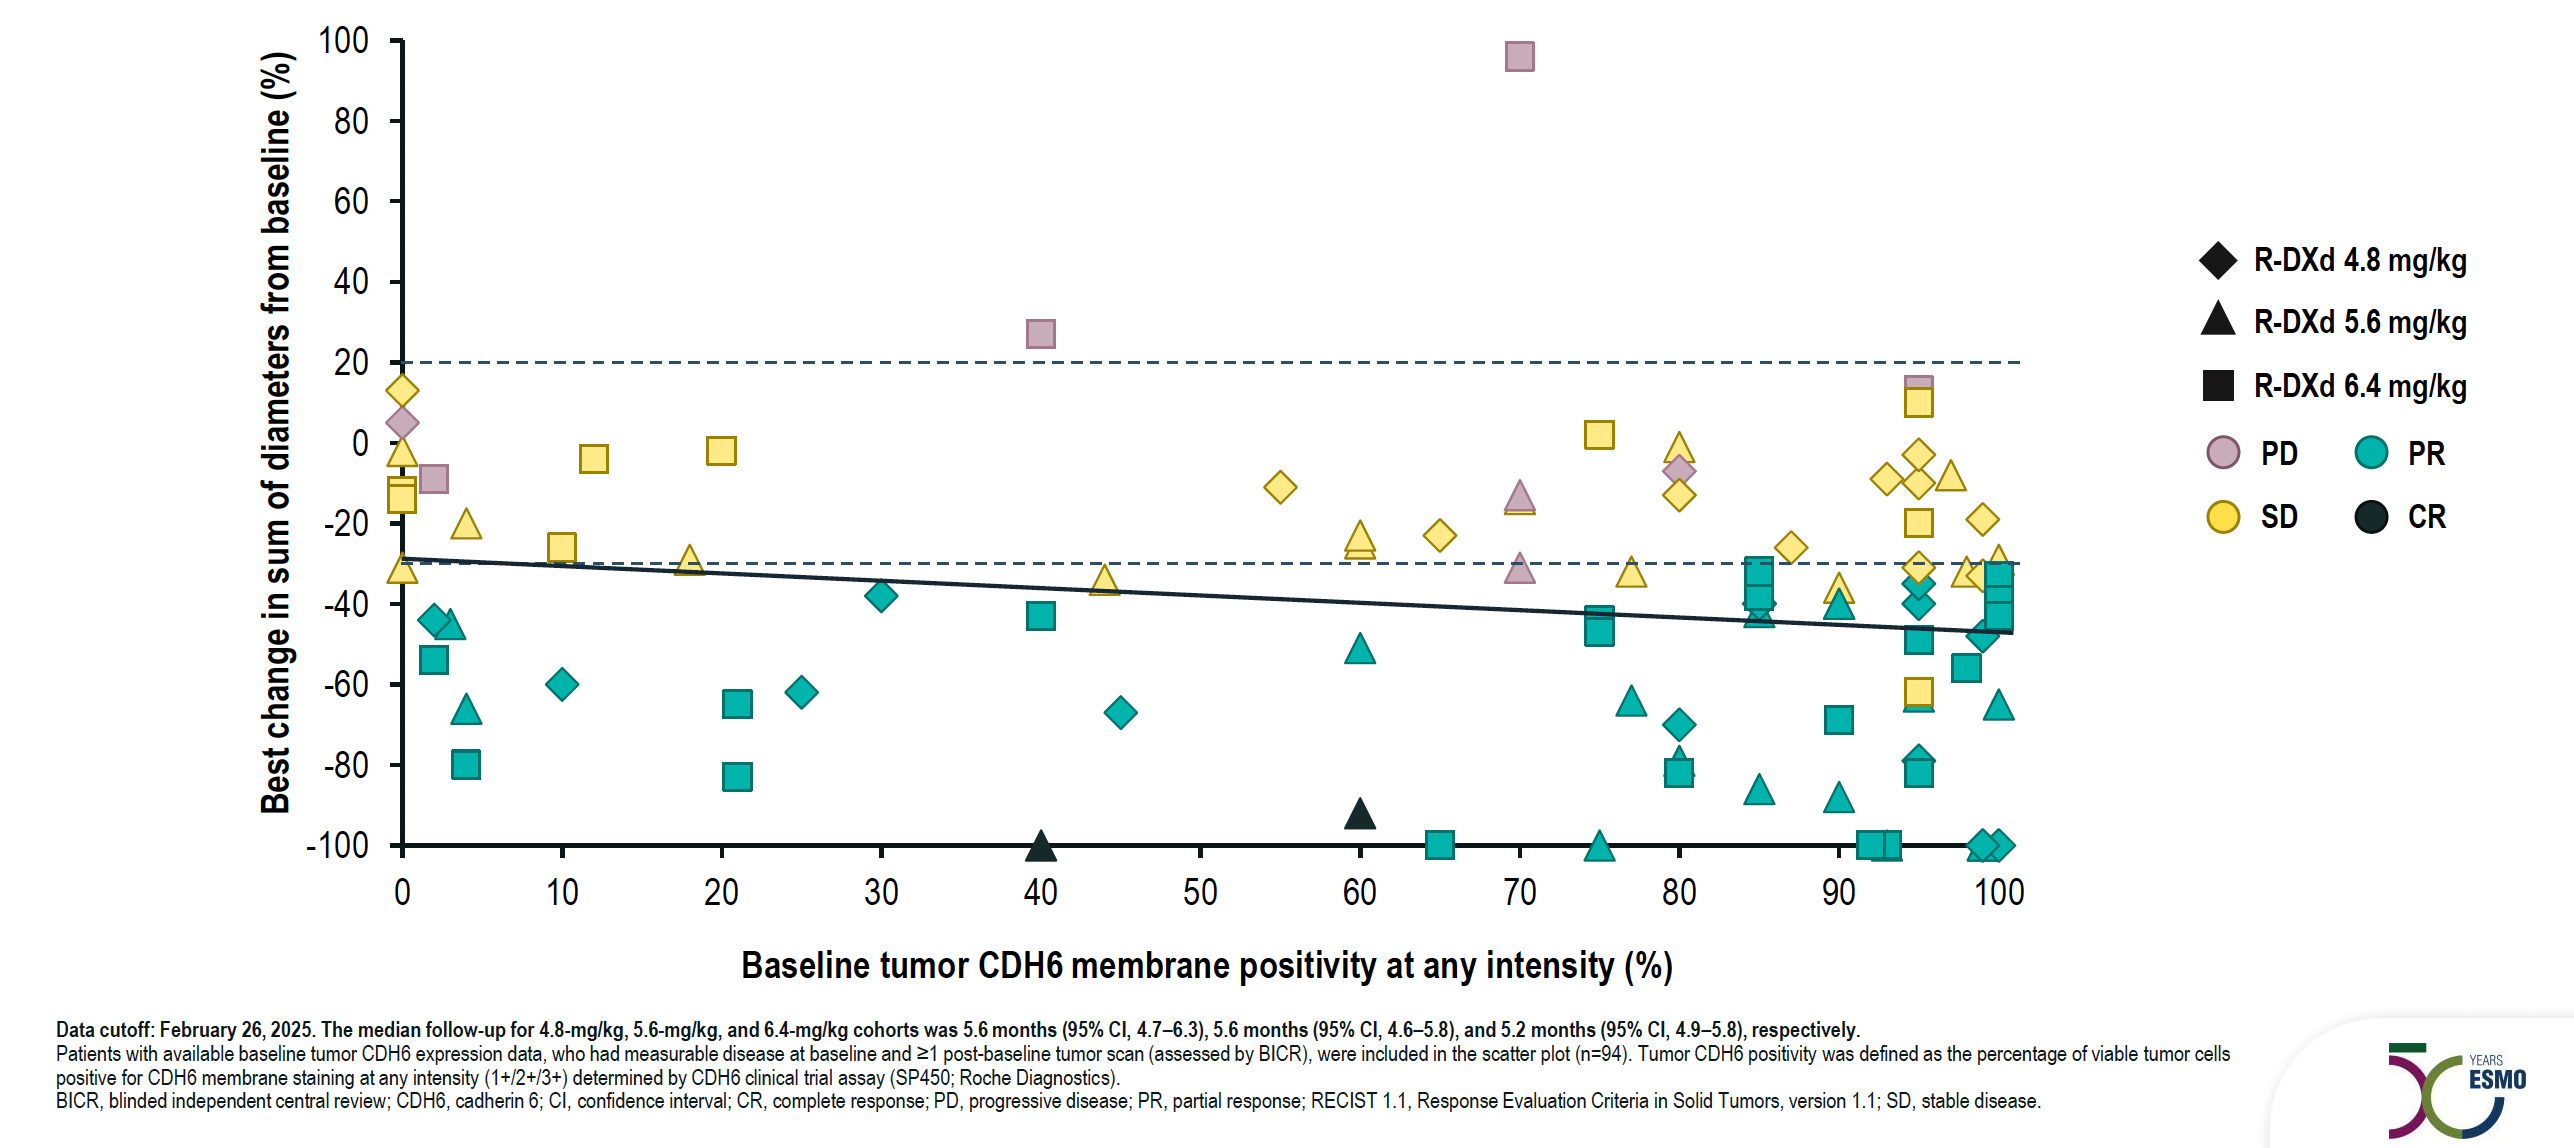 Best change in sum of diameters from baseline (%)
100
80
60
40
20
0
-20
-40
-60
-80
-100
0 10 20 30 40 50 60 70 80 90 100
Baseline tumor CDH6 membrane positivity at any intensity (%)
R-DXd 4.8 mg/kg
R-DXd 5.6 mg/kg
R-DXd 6.4 mg/kg
PD PR
SD CR
Data cutoff: February 26, 2025. The median follow-up for 4.8-mg/kg, 5.6-mg/kg, and 6.4-mg/kg cohorts was 5.6 months (95% CI, 4.7–6.3), 5.6 months (95% CI, 4.6–5.8), and 5.2 months (95% CI, 4.9–5.8), respectively.
Patients with available baseline tumor CDH6 expression data, who had measurable disease at baseline and ≥1 post-baseline tumor scan (assessed by BICR), were included in the scatter plot (n=94). Tumor CDH6 positivity was defined as the percentage of viable tumor cells
positive for CDH6 membrane staining at any intensity (1+/2+/3+) determined by CDH6 clinical trial assay (SP450; Roche Diagnostics).
BICR, blinded independent central review; CDH6, cadherin 6; CI, confidence interval; CR, complete response; PD, progressive disease; PR, partial response; RECIST 1.1, Response Evaluation Criteria in Solid Tumors, version 1.1; SD, stable disease.
50 YEARS
ESMO